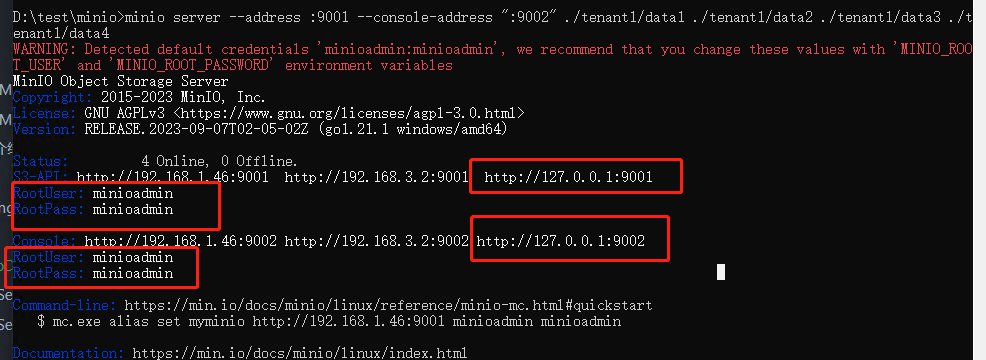 D:\test\minio>minio server --address :9001 --console-address ":9002" ./tenant1/data1 ./tenant1/data2 ./tenant1/data3 ./t
enant1/data4
WARNING: Detected default credentials 'minioadmin:minioadmin', we recommend that you change these values with 'MINIO_ROO
T_USER' and 'MINIO_ROOT_PASSWORD' environment variables
MinIO Object Storage Server
Copyright: 2015-2023 MinIO, Inc.
License: GNU AGPLv3 <https://www.gnu.org/licenses/agpl-3.0.html>
Version: RELEASE.2023-09-07T02-05-02Z (go1.21.1 windows/amd64)
Status: 4 Online, 0 Offline.
S3-API: http://192.168.1.46:9001 http://192.168.3.2:9001 http://127.0.0.1:9001
RootUser: minioadmin
RootPass: minioadmin
Console: http://192.168.1.46:9002 http://192.168.3.2:9002 http://127.0.0.1:9002
RootUser: minioadmin
RootPass: minioadmin
Command-line: https://min.io/docs/minio/linux/reference/minio-mc.html#quickstart
$ mc.exe alias set myminio http://192.168.1.46:9001 minioadmin minioadmin
Documentation: https://min.io/docs/minio/linux/index.html